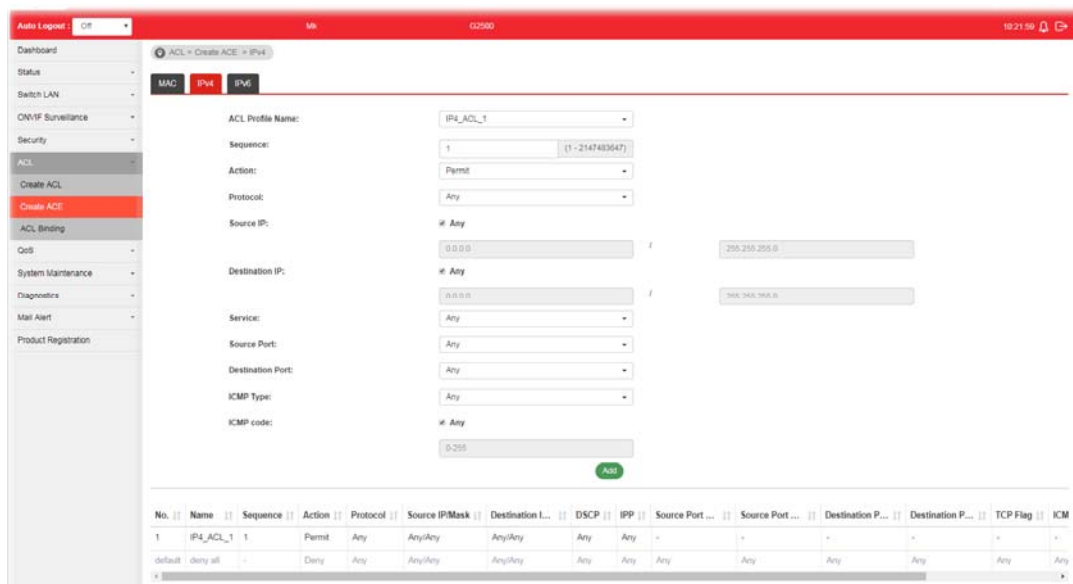 Auto Logout : Off G2500 10:21:59
Dashboard
ACL > Create ACE > IPv4
Status
MAC IPv4 IPv6
Switch LAN
ONVIF Surveillance
ACL Profile Name: IP4_ACL_1
Security
Sequence: 1 (1 - 2147483647)
ACL
Action: Permit
Create ACL
Protocol: Any
Create ACE
ACL Binding
Source IP: Any
QoS
0.0.0.0 / 255.255.255.0
System Maintenance
Destination IP: Any
Diagnostics
0.0.0.0 / 255.255.255.0
Mail Alert
Service: Any
Product Registration
Source Port: Any
Destination Port: Any
ICMP Type: Any
ICMP code: Any
0-255
Add
No. Name Sequence Action Protocol Source IP/Mask Destination I... DSCP IPP Source Port ... Source Port ... Destination P... Destination P... TCP Flag ICM
1 IP4_ACL_1 1 Permit Any Any/Any Any/Any Any Any - - - - - -
default deny all - Deny Any Any/Any Any/Any Any Any Any Any Any Any Any Any